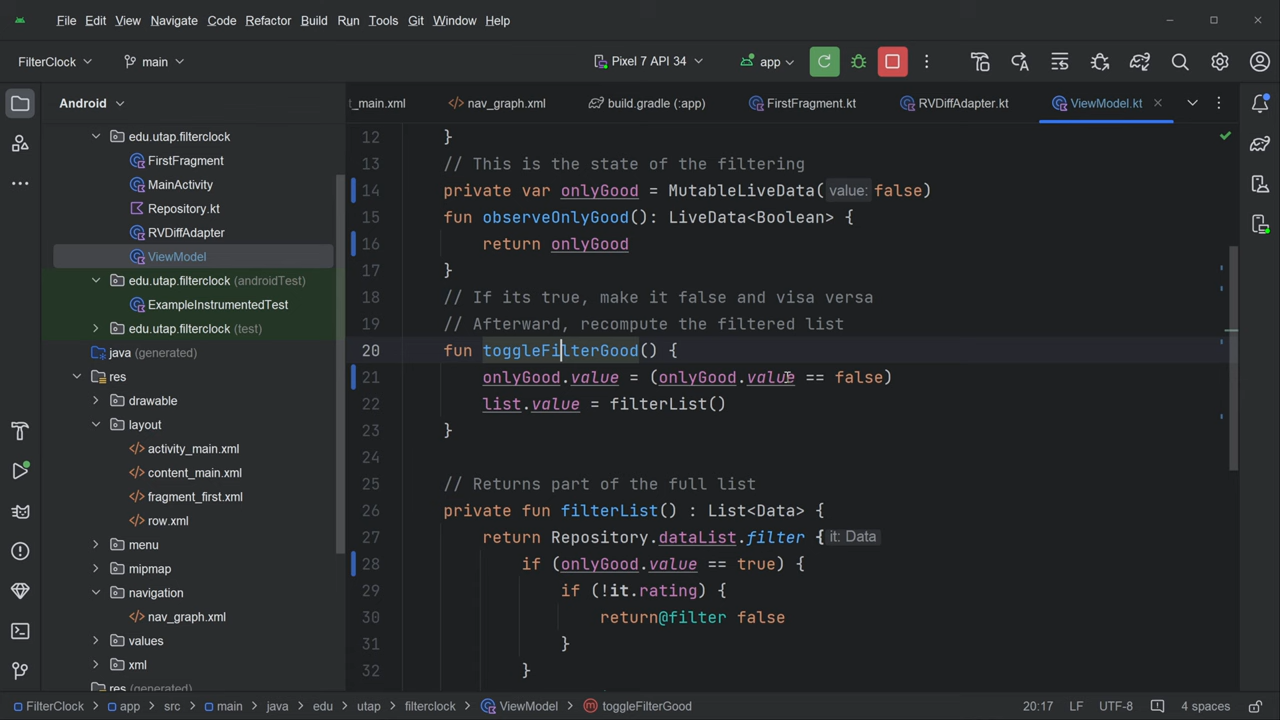 File Edit View Navigate Code Refactor Build Run Tools Git Window Help
FilterClock main Pixel 7 API 34 app
Android
t_main.xml nav_graph.xml build.gradle (:app) FirstFragment.kt RVDiffAdapter.kt ViewModel.kt
edu.utap.filterclock
FirstFragment
MainActivity
Repository.kt
RVDiffAdapter
ViewModel
edu.utap.filterclock (androidTest)
ExampleInstrumentedTest
edu.utap.filterclock (test)
java (generated)
res
drawable
layout
activity_main.xml
content_main.xml
fragment_first.xml
row.xml
menu
mipmap
navigation
nav_graph.xml
values
xml
res (generated)
12 }
13 // This is the state of the filtering
14 private var onlyGood = MutableLiveData( value: false)
15 fun observeOnlyGood(): LiveData<Boolean> {
16 return onlyGood
17 }
18 // If its true, make it false and visa versa
19 // Afterward, recompute the filtered list
20 fun toggleFilterGood() {
21 onlyGood.value = (onlyGood.value == false)
22 list.value = filterList()
23 }
24
25 // Returns part of the full list
26 private fun filterList() : List<Data> {
27 return Repository.dataList.filter { it: Data
28 if (onlyGood.value == true) {
29 if (!it.rating) {
30 return@filter false
31 }
32 }
FilterClock app src main java edu utap filterclock ViewModel toggleFilterGood 20:17 LF UTF-8 4 spaces